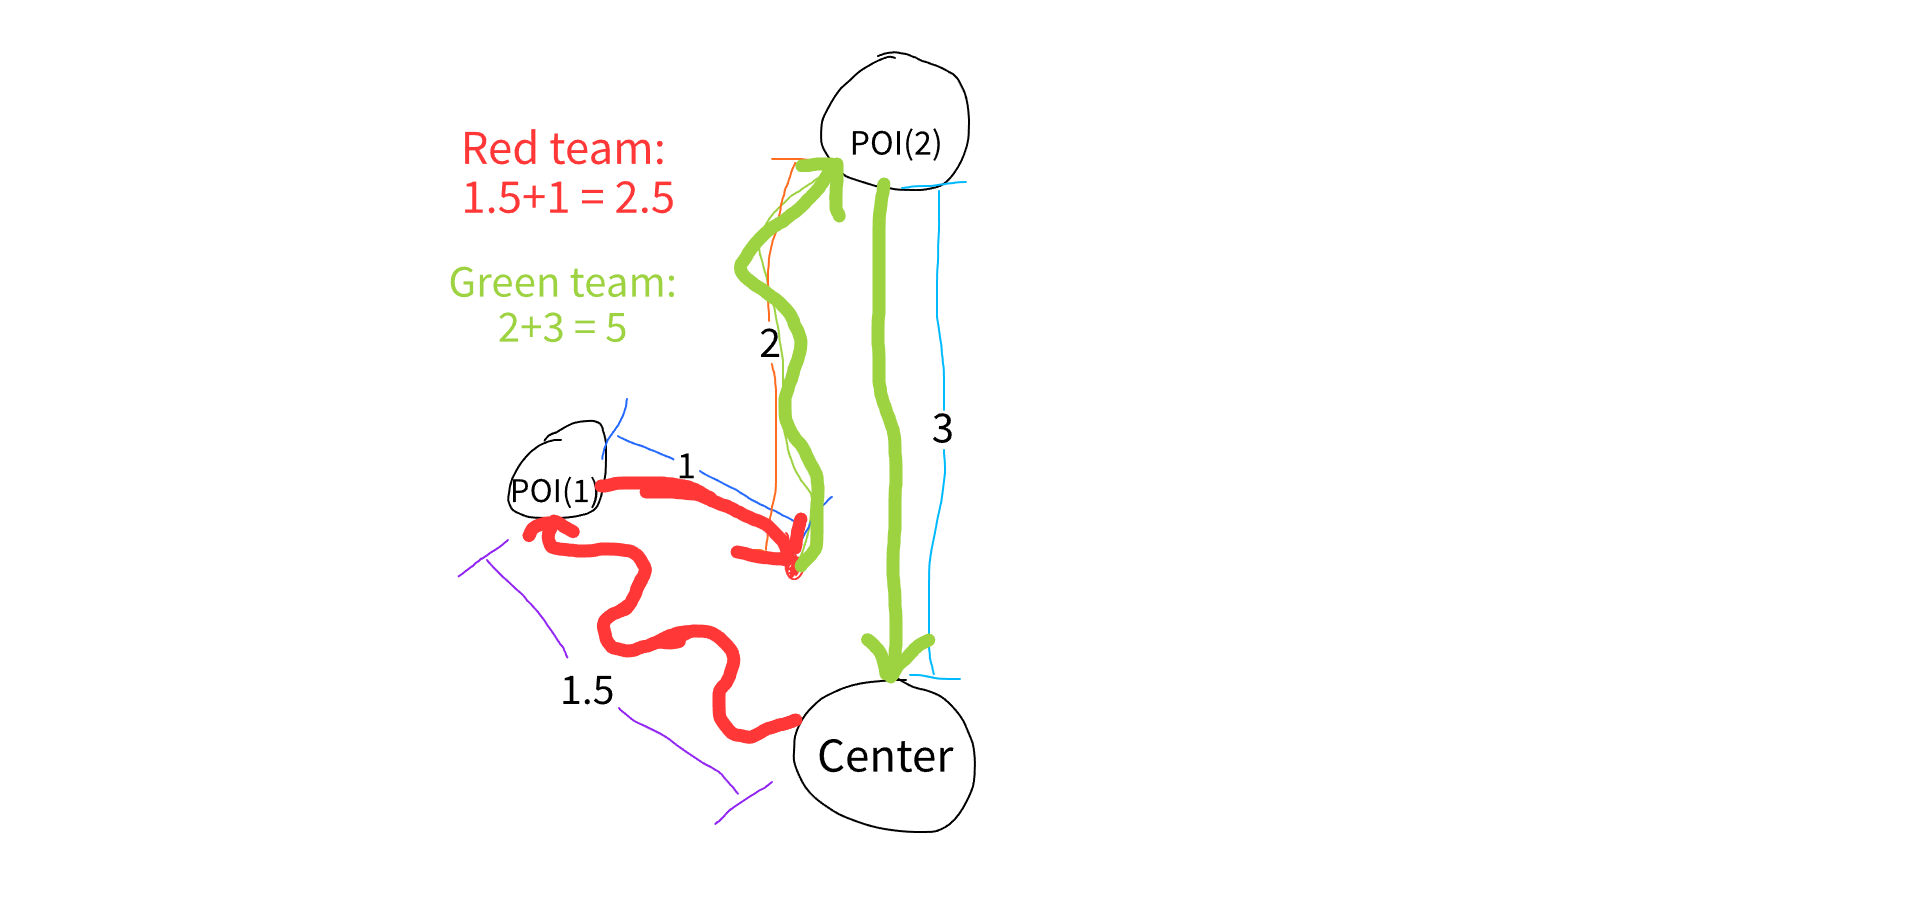 POI(2)
Red team:
1.5+1 = 2.5
Green team:
2+3 = 5
2
3
1
POI(1)
1.5
Center